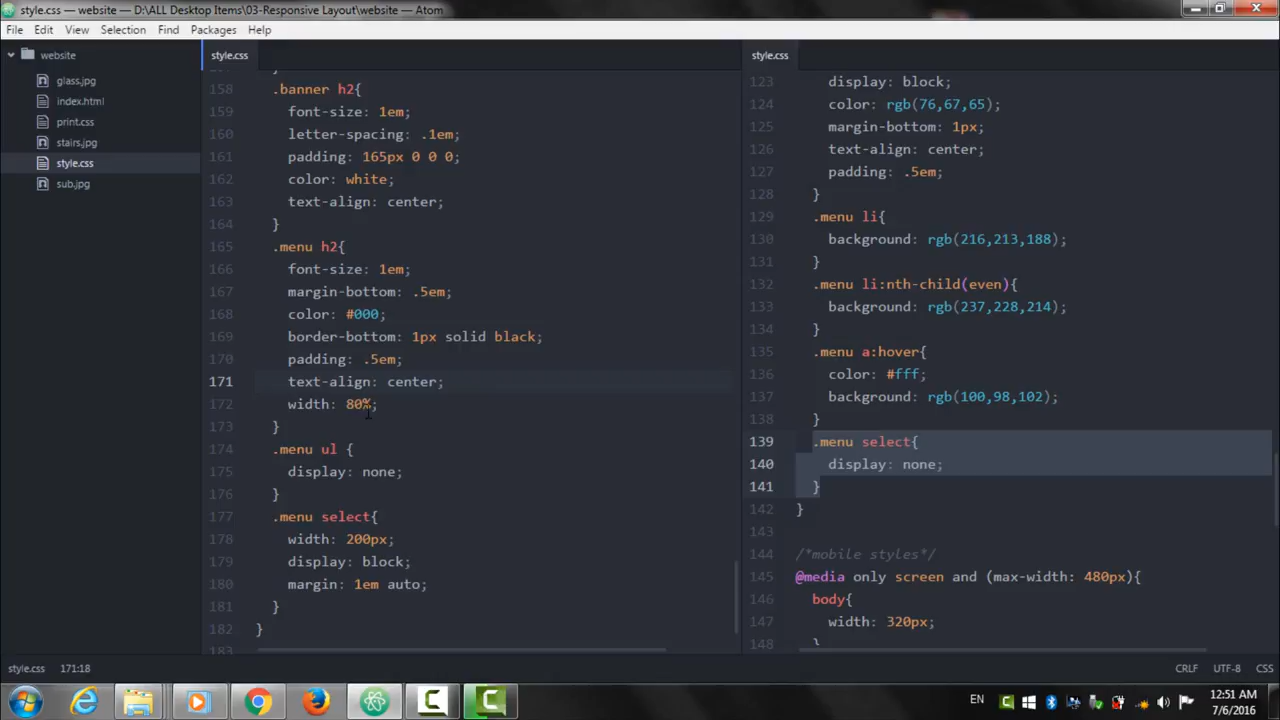 style.css — website — D:\ALL Desktop Items\03-Responsive Layout\website — Atom
File Edit View Selection Find Packages Help
website
glass.jpg
index.html
print.css
stairs.jpg
style.css
sub.jpg
style.css
158 .banner h2{
159 font-size: 1em;
160 letter-spacing: .1em;
161 padding: 165px 0 0 0;
162 color: white;
163 text-align: center;
164 }
165 .menu h2{
166 font-size: 1em;
167 margin-bottom: .5em;
168 color: #000;
169 border-bottom: 1px solid black;
170 padding: .5em;
171 text-align: center;
172 width: 80%;
173 }
174 .menu ul {
175 display: none;
176 }
177 .menu select{
178 width: 200px;
179 display: block;
180 margin: 1em auto;
181 }
182 }
183
style.css
123 display: block;
124 color: rgb(76,67,65);
125 margin-bottom: 1px;
126 text-align: center;
127 padding: .5em;
128 }
129 .menu li{
130 background: rgb(216,213,188);
131 }
132 .menu li:nth-child(even){
133 background: rgb(237,228,214);
134 }
135 .menu a:hover{
136 color: #fff;
137 background: rgb(100,98,102);
138 }
139 .menu select{
140 display: none;
141 }
142 }
143
144 /*mobile styles*/
145 @media only screen and (max-width: 480px){
146 body{
147 width: 320px;
148 }
style.css 171:18 CRLF UTF-8 CSS
EN 12:51 AM
7/6/2016